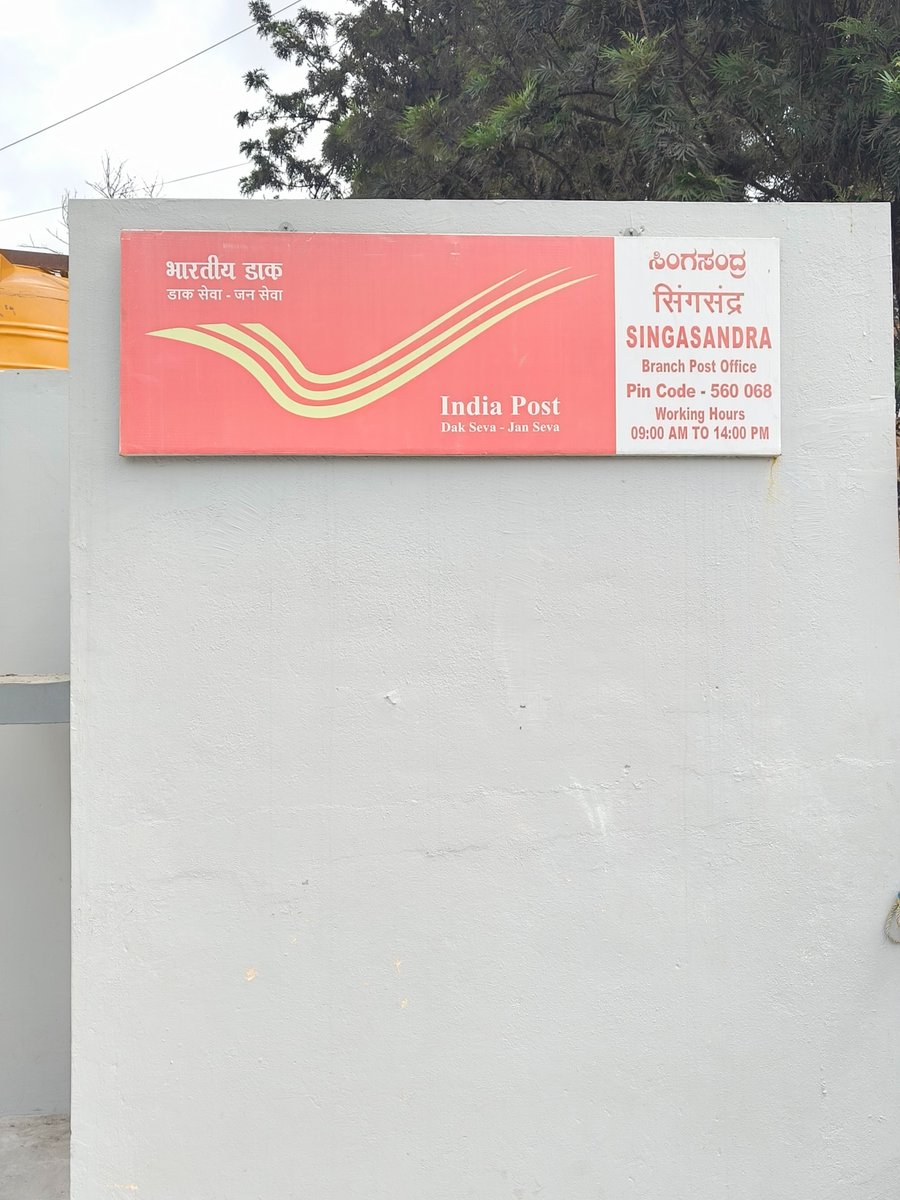 भारतीय डाक
डाक सेवा - जन सेवा
India Post
Dak Seva - Jan Seva
ಸಿಂಗಸಂದ್ರ
सिंगसंद्र
SINGASANDRA
Branch Post Office
Pin Code - 560 068
Working Hours
09:00 AM TO 14:00 PM